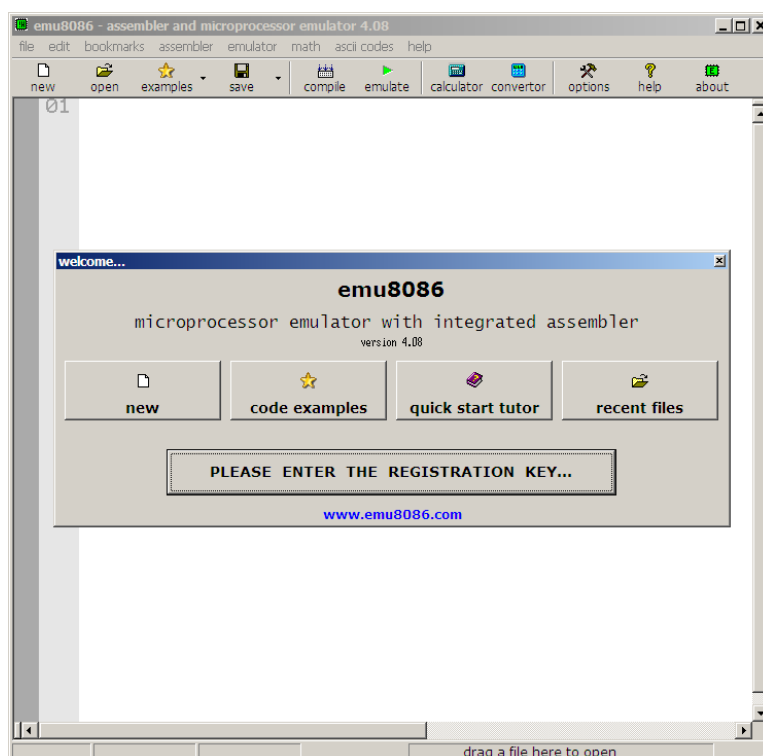 emu8086 - assembler and microprocessor emulator 4.08
file edit bookmarks assembler emulator math ascii codes help
new open examples save compile emulate calculator convertor options help about
01
welcome...
emu8086
microprocessor emulator with integrated assembler
version 4.08
new code examples quick start tutor recent files
PLEASE ENTER THE REGISTRATION KEY...
www.emu8086.com
drag a file here to open